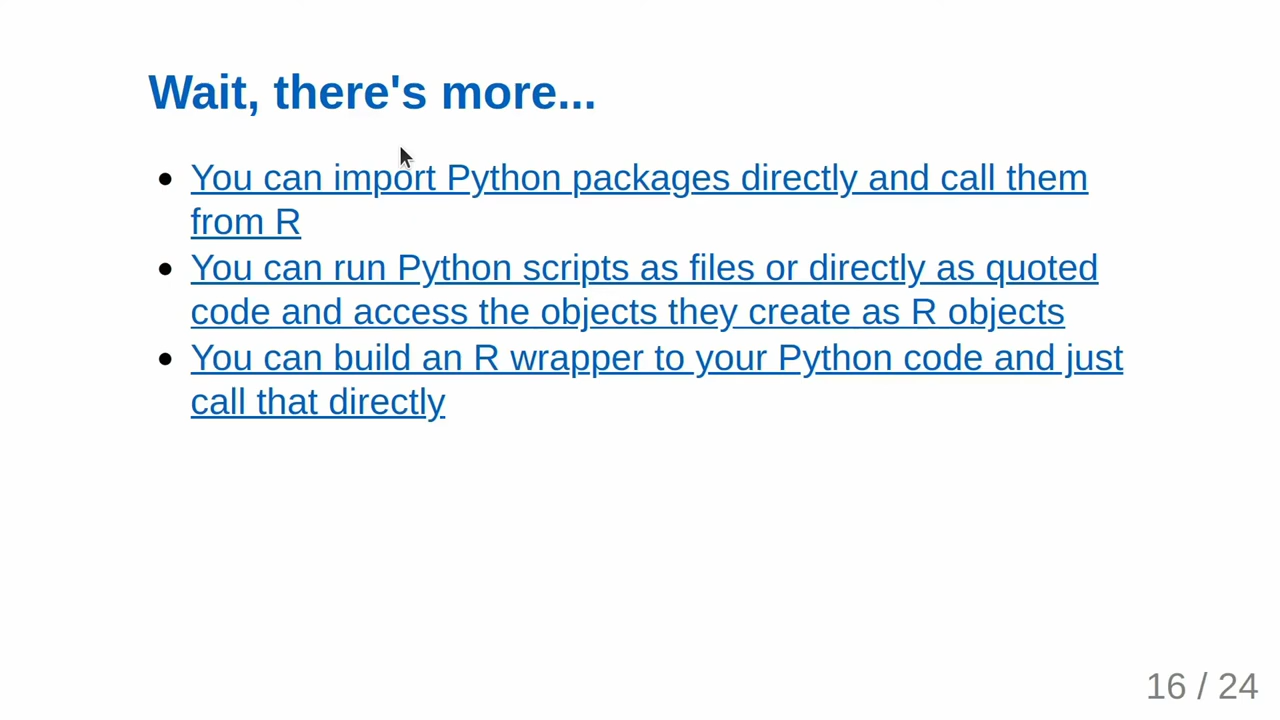 Wait, there's more...
You can import Python packages directly and call them
from R
You can run Python scripts as files or directly as quoted
code and access the objects they create as R objects
You can build an R wrapper to your Python code and just
call that directly
16 / 24